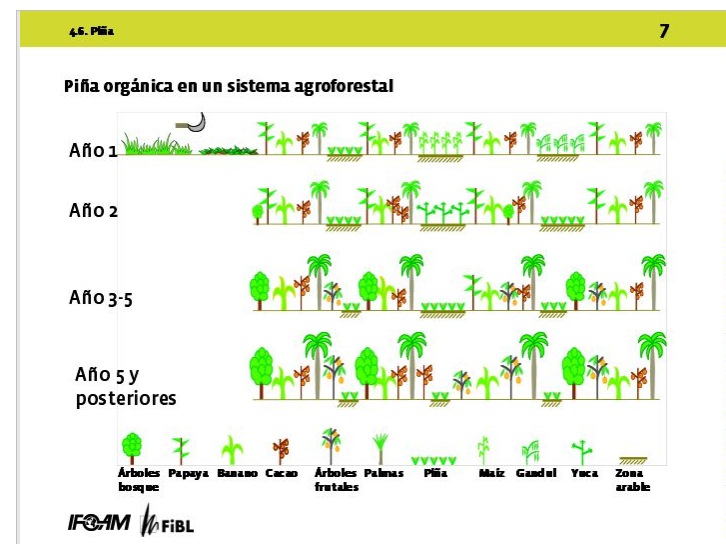 4.6. Piña
7
Piña orgánica en un sistema agroforestal
Año 1
Año 2
Año 3-5
Año 5 y
posteriores
Árboles bosque
Papaya
Banano
Cacao
Árboles frutales
Palmas
Piña
Maíz
Gandul
Yuca
Zona arable
IFOAM
FiBL